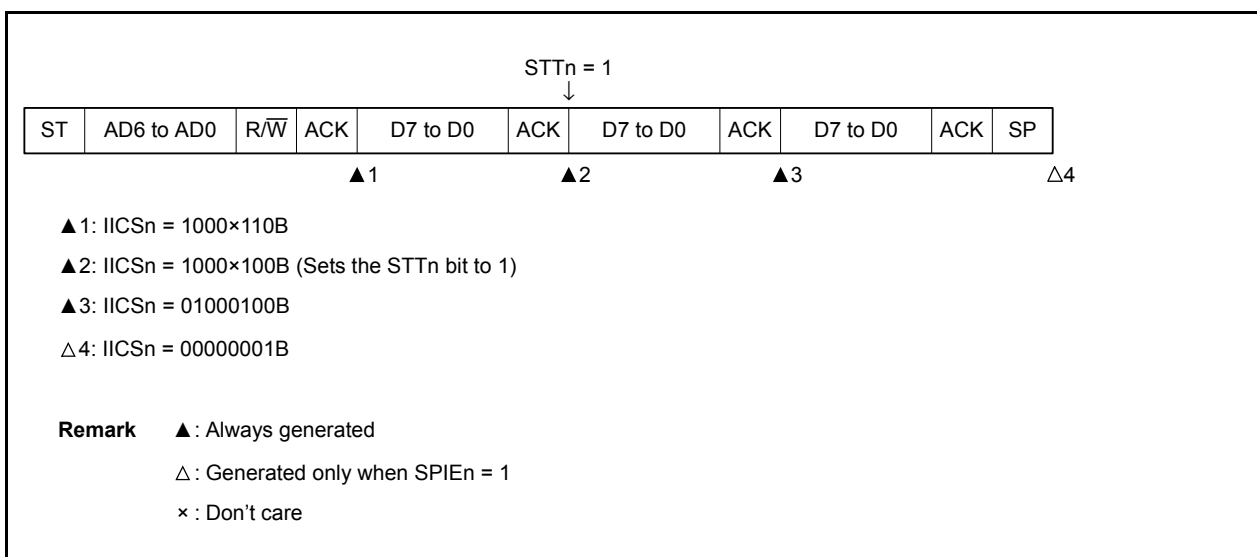 STTn = 1
↓
ST AD6 to AD0 R/W̅ ACK D7 to D0 ACK D7 to D0 ACK D7 to D0 ACK SP
▲1 ▲2 ▲3 △4
▲1: IICSn = 1000×110B
▲2: IICSn = 1000×100B (Sets the STTn bit to 1)
▲3: IICSn = 01000100B
△4: IICSn = 00000001B
Remark ▲: Always generated
△: Generated only when SPIEn = 1
× : Don't care